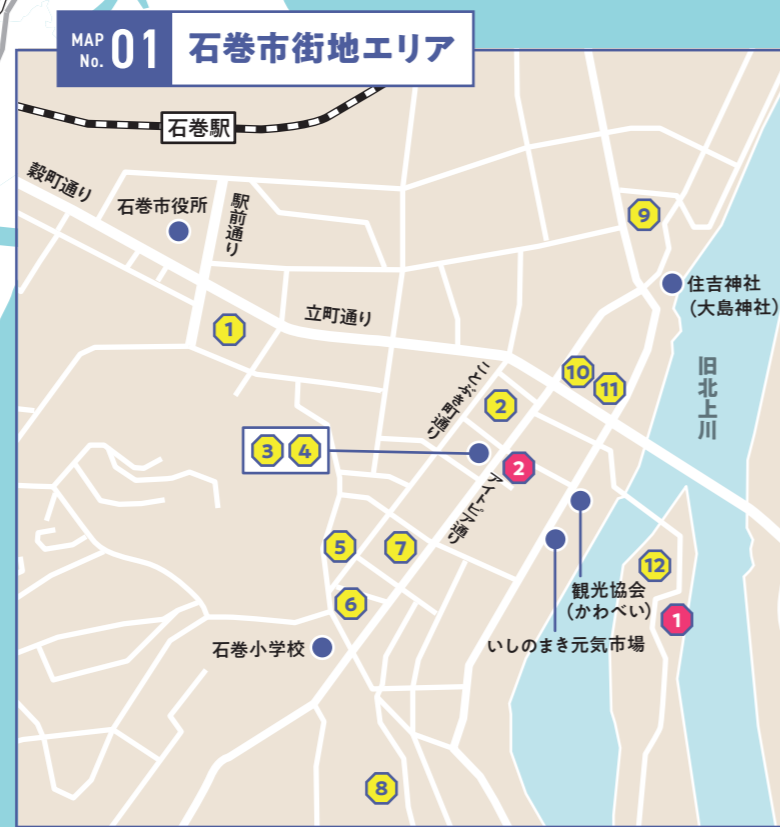 MAP No. 01 石巻市街地エリア
石巻駅
穀町通り
石巻市役所
駅前通り
9
住吉神社
(大島神社)
1
立町通り
旧北上川
ことぶき町通り
10
11
2
3 4
2
アイトピア通り
5
7
12
観光協会
(かわべい)
6
1
石巻小学校
いしのまき元気市場
8